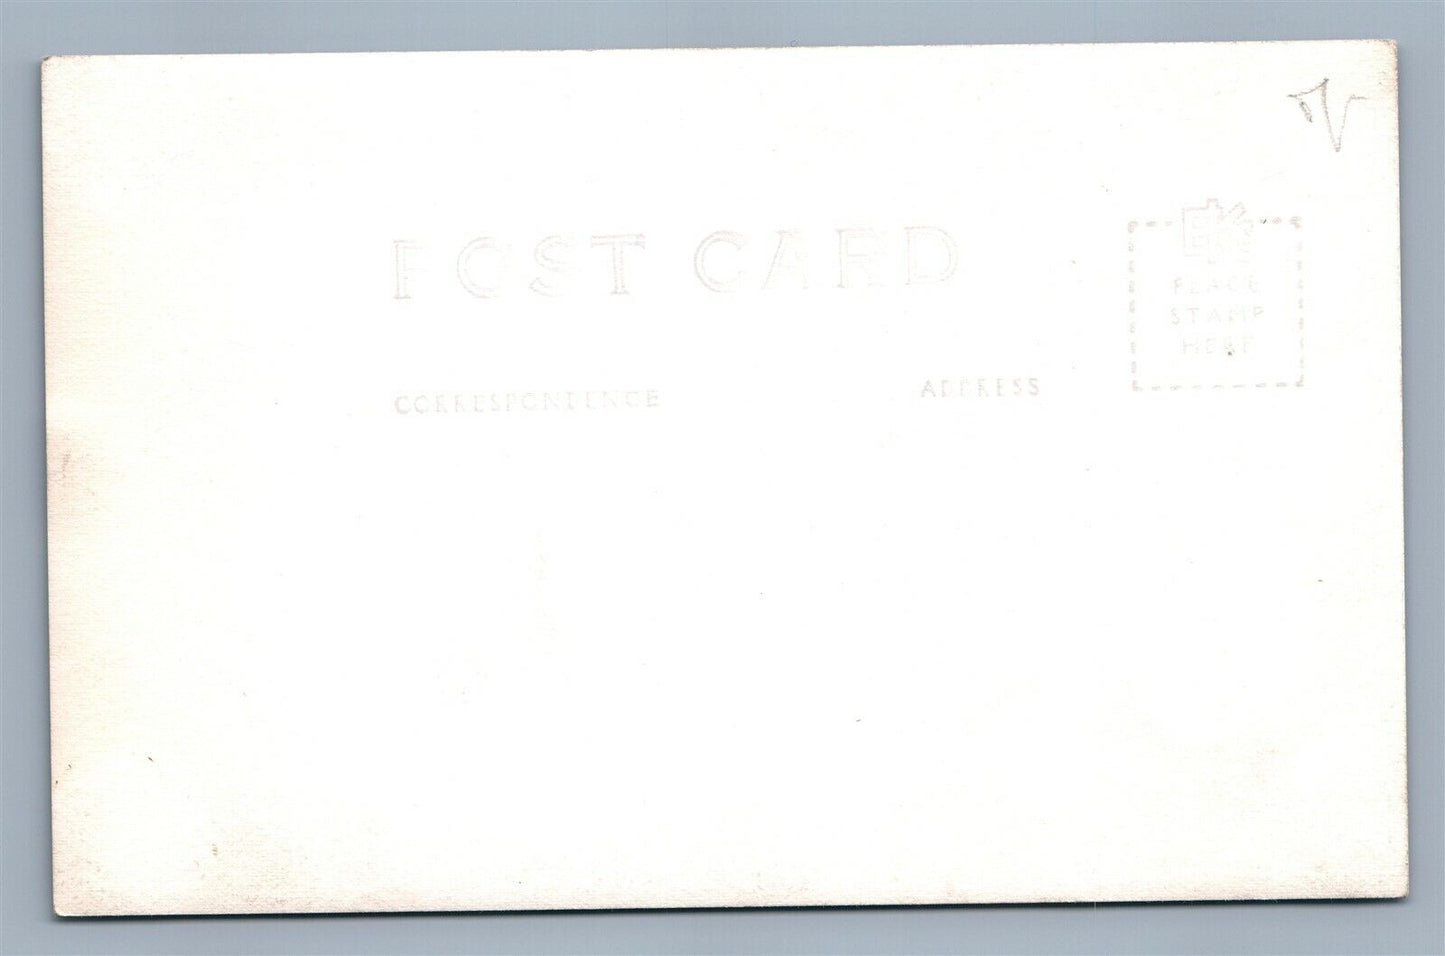 POST CARD
PLACE
STAMP
HERE
CORRESPONDENCE
ADDRESS